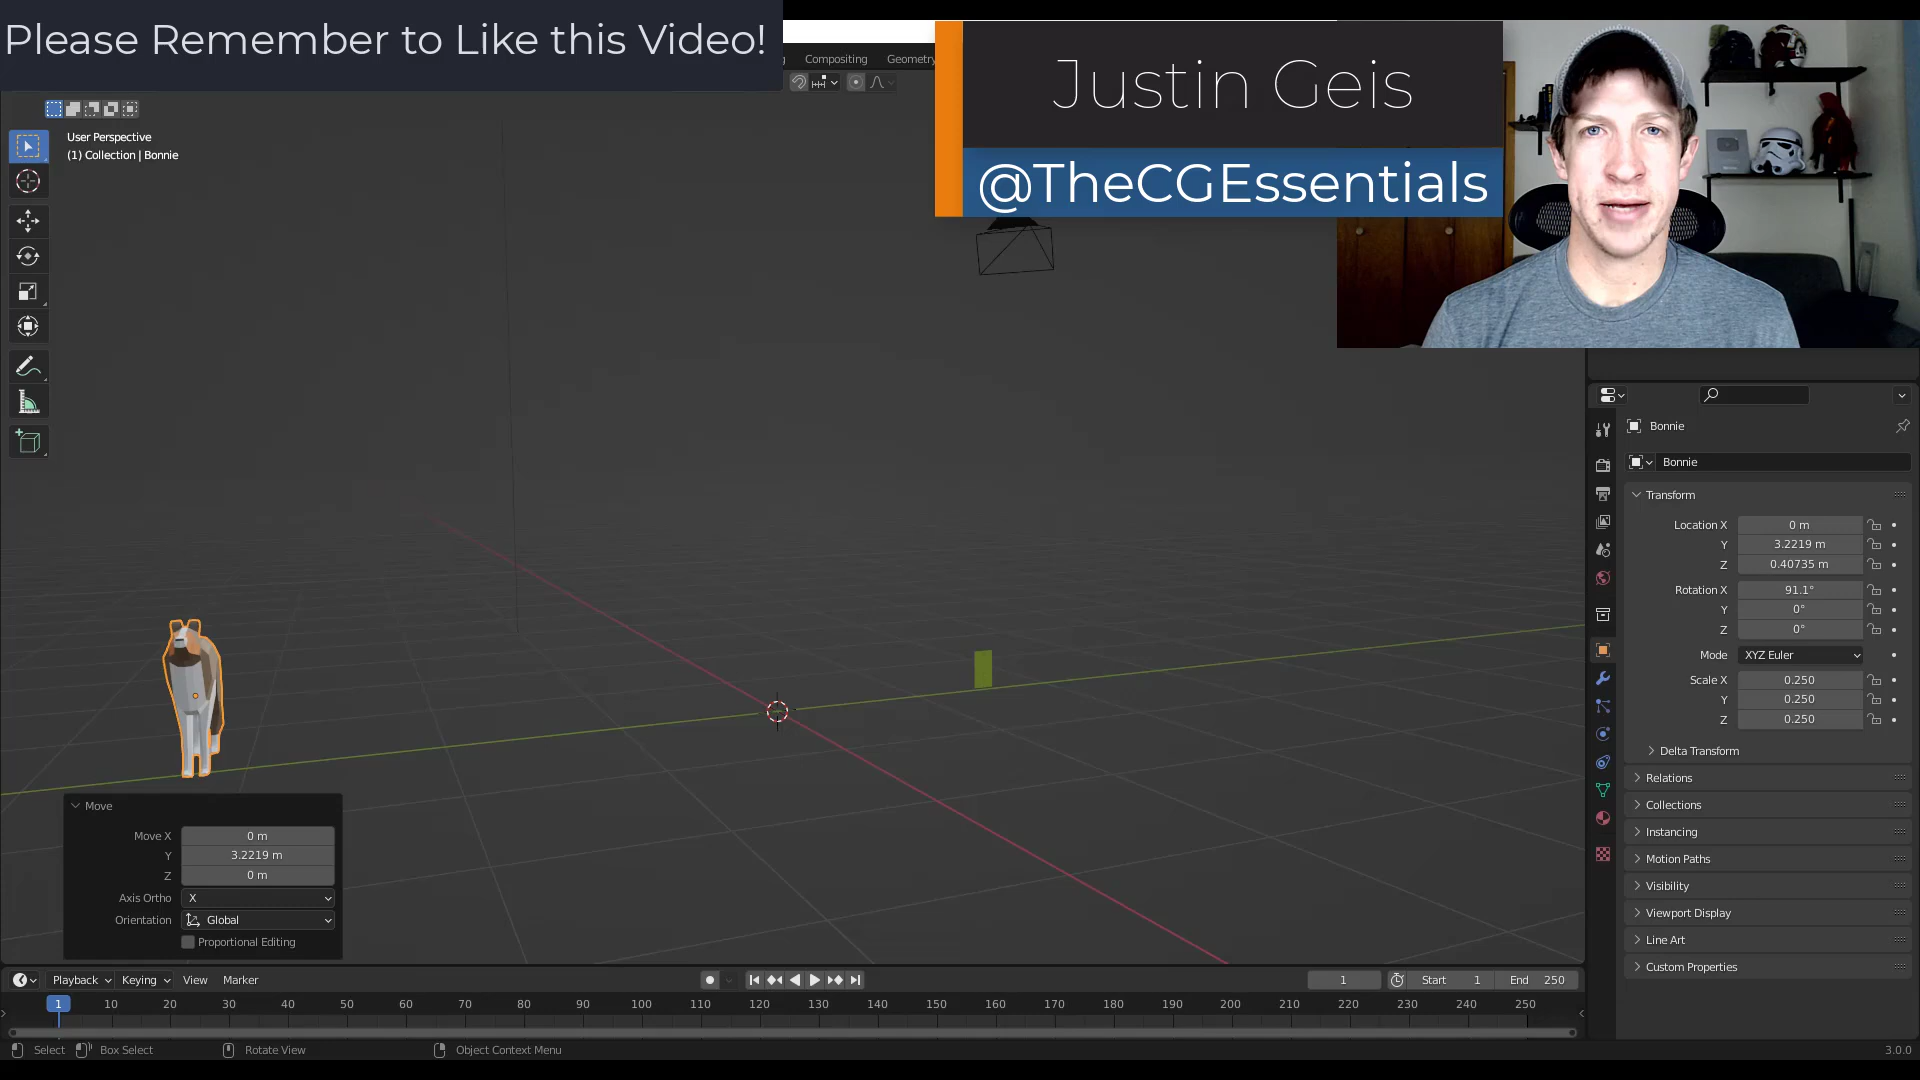 Please Remember to Like this Video!
Compositing
Justin Geis
@TheCGEssentials
User Perspective
(1) Collection | Bonnie
Bonnie
Bonnie
Transform
Location X 0 m
Y 3.2219 m
Z 0.40735 m
Rotation X 91.1°
Y 0°
Z 0°
Mode XYZ Euler
Scale X 0.250
Y 0.250
Z 0.250
Delta Transform
Relations
Collections
Instancing
Motion Paths
Visibility
Viewport Display
Line Art
Custom Properties
Move
Move X 0 m
Y 3.2219 m
Z 0 m
Axis Ortho X
Orientation Global
Proportional Editing
Playback Keying View Marker 1 Start 1 End 250
1 10 20 30 40 50 60 70 80 90 100 110 120 130 140 150 160 170 180 190 200 210 220 230 240 250
Select Box Select Rotate View Object Context Menu 3.0.0